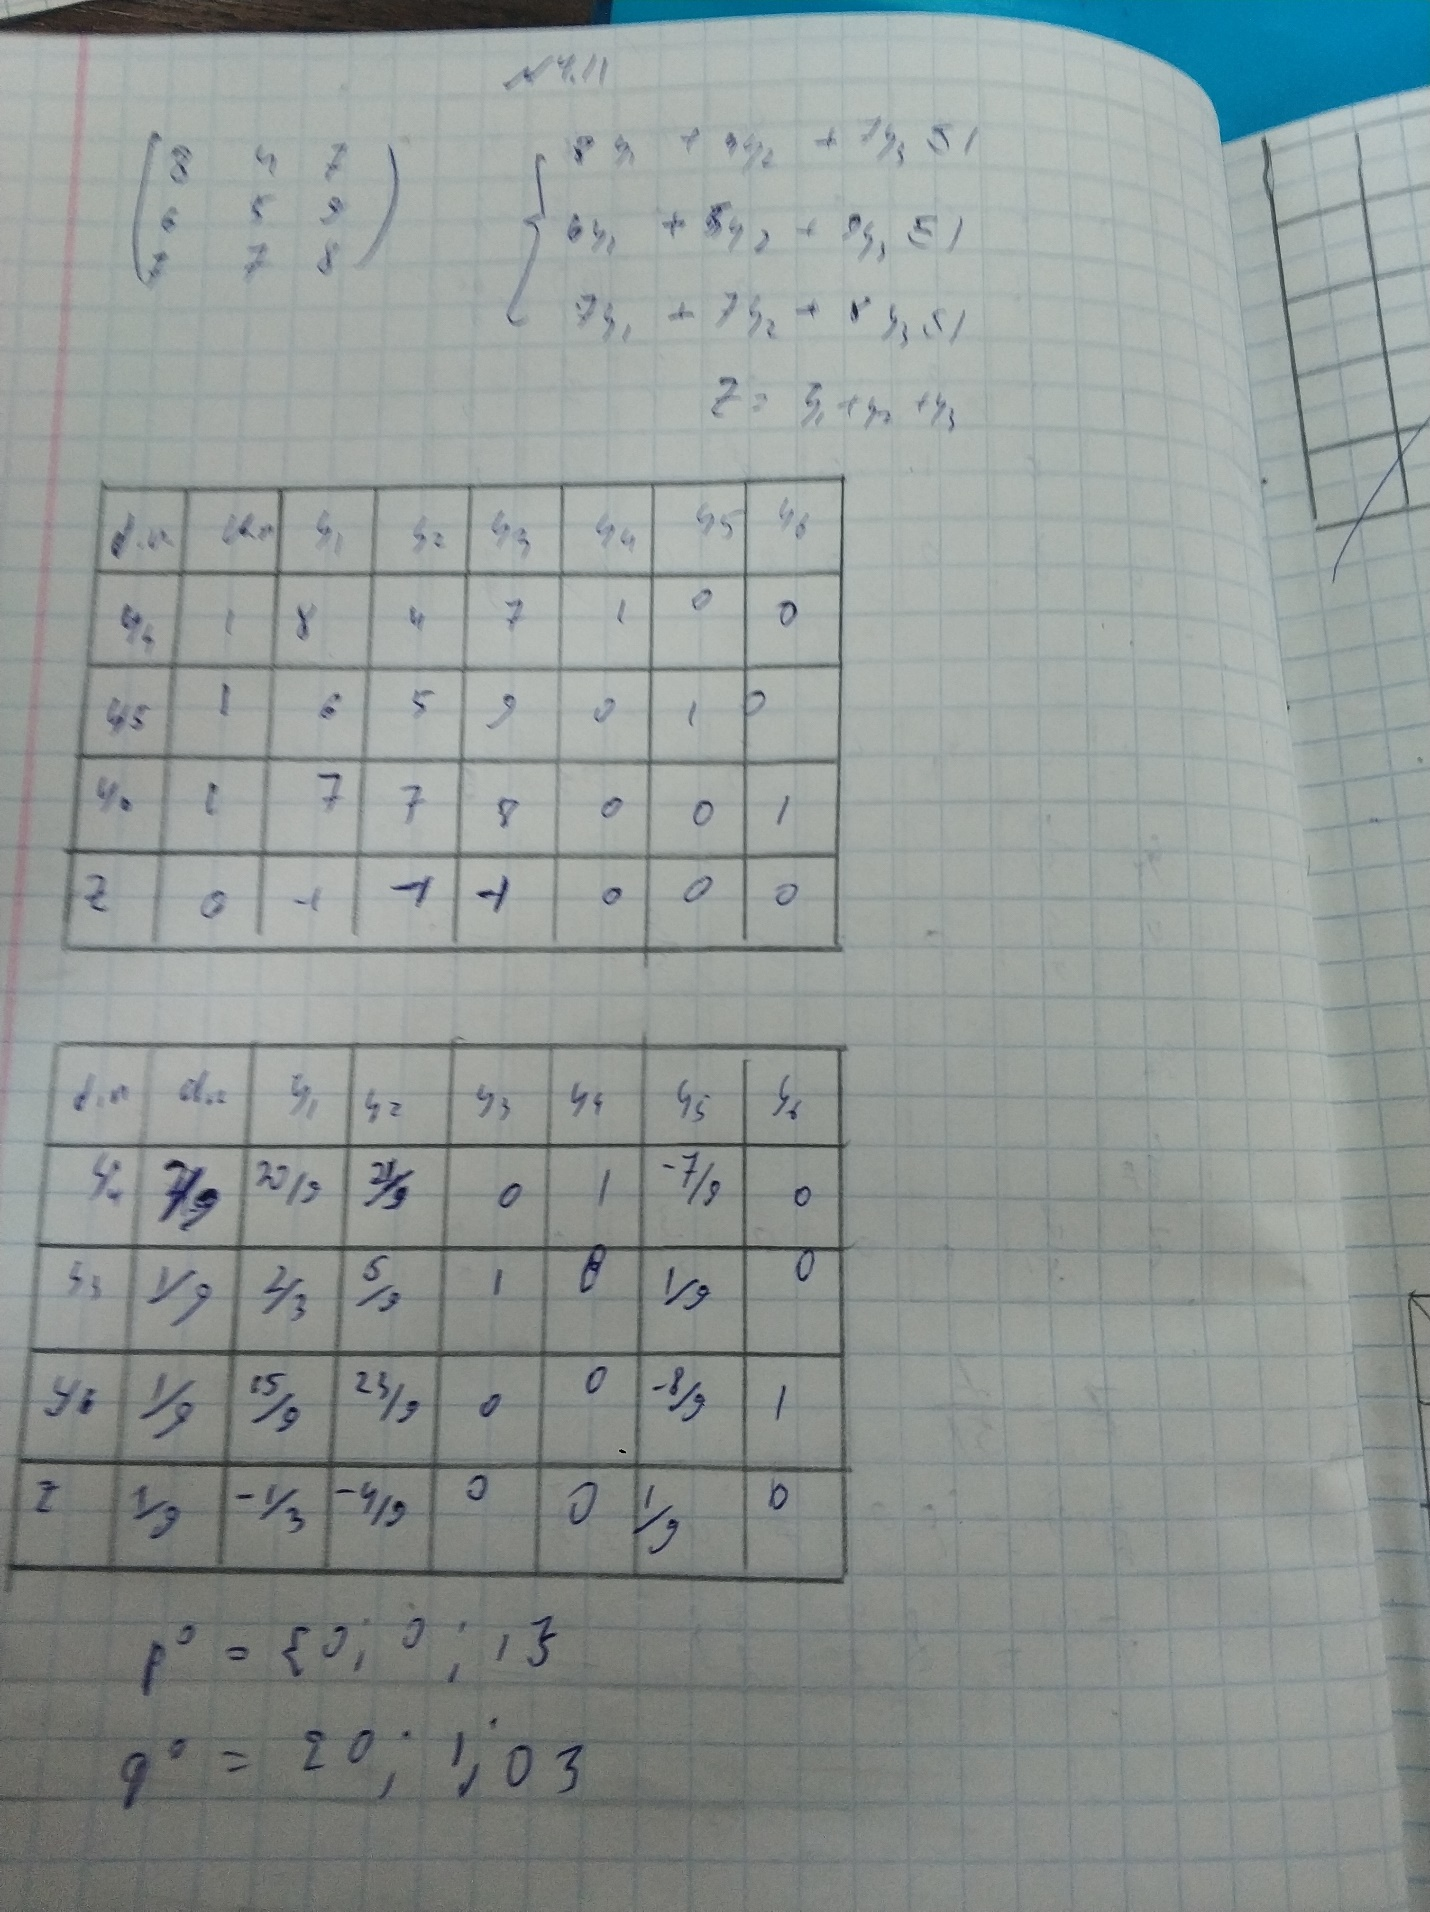 №4.11
8 4 7
6 5 9
7 7 8
8y₁ + 4y₂ + 7y₃ ≤ 1
6y₁ + 5y₂ + 9y₃ ≤ 1
7y₁ + 7y₂ + 8y₃ ≤ 1
Z = y₁ + y₂ + y₃
y₁ y₂ y₃ y₄ y₅ y₆
y₄ 1 8 4 7 1 0 0
y₅ 1 6 5 9 0 1 0
y₆ 1 7 7 8 0 0 1
Z 0 -1 -1 -1 0 0 0
y₁ y₂ y₃ y₄ y₅ y₆
y₄ 20/9 0 1 -7/9 0
y₃ 1/9 2/3 5/9 1 0 1/9 0
y₆ 1/9 15/9 23/9 0 0 -8/9 1
Z 1/9 -1/3 -4/9 0 0 1/9 0
p⁰ = {0; 0; 1}
q⁰ = {0; 1; 0}